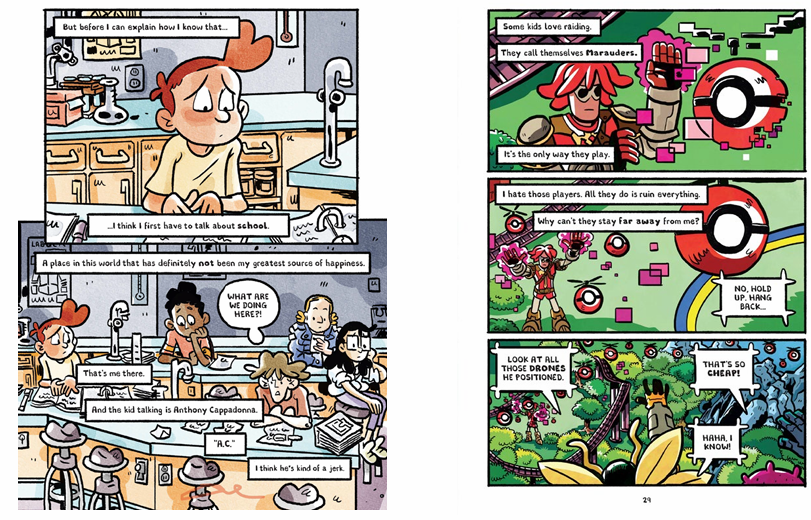 But before I can explain how I know that...
...I think I first have to talk about school.
A place in this world that has definitely not been my greatest source of happiness.
WHAT ARE
WE DOING
HERE?!
That's me there.
And the kid talking is Anthony Cappadonna.
"A.C."
I think he's kind of a jerk.
Some kids love raiding.
They call themselves Marauders.
It's the only way they play.
I hate those players. All they do is ruin everything.
Why can't they stay far away from me?
NO, HOLD
UP. HANG
BACK...
LOOK AT ALL
THOSE DRONES
HE POSITIONED.
THAT'S SO
CHEAP!
HAHA, I
KNOW!
29